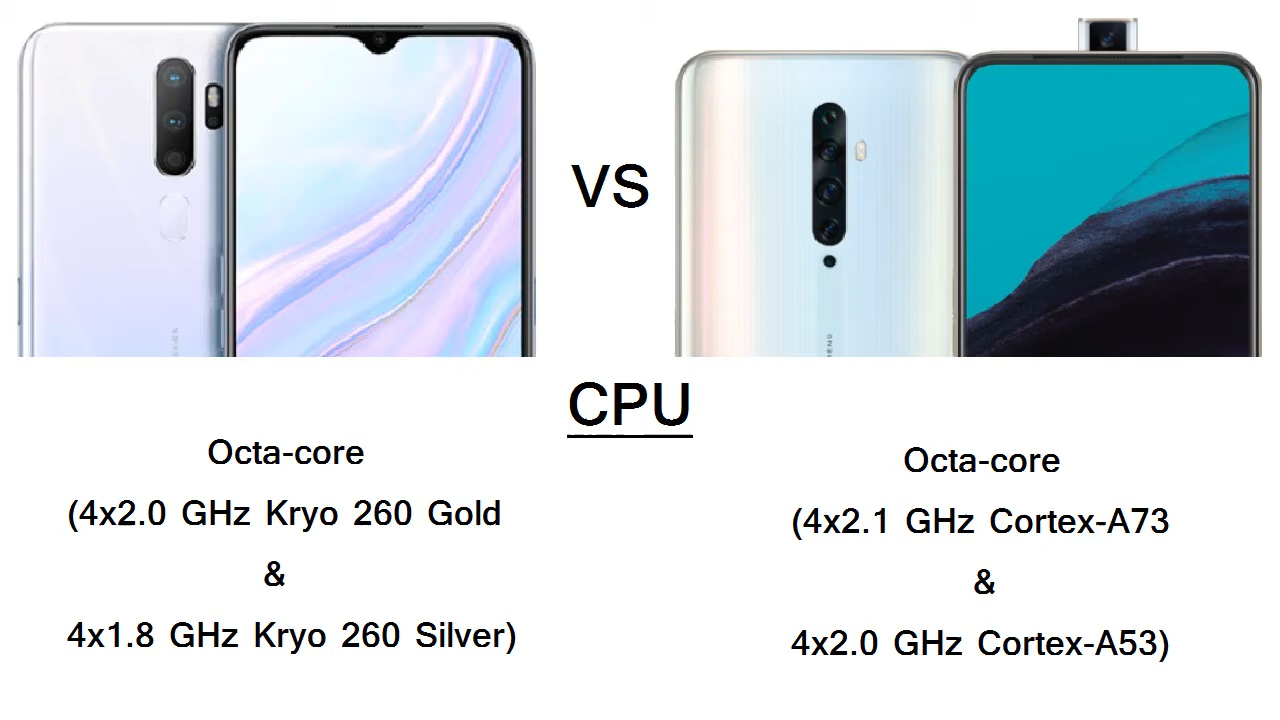 VS
CPU
Octa-core
(4x2.0 GHz Kryo 260 Gold
&
4x1.8 GHz Kryo 260 Silver)
Octa-core
(4x2.1 GHz Cortex-A73
&
4x2.0 GHz Cortex-A53)